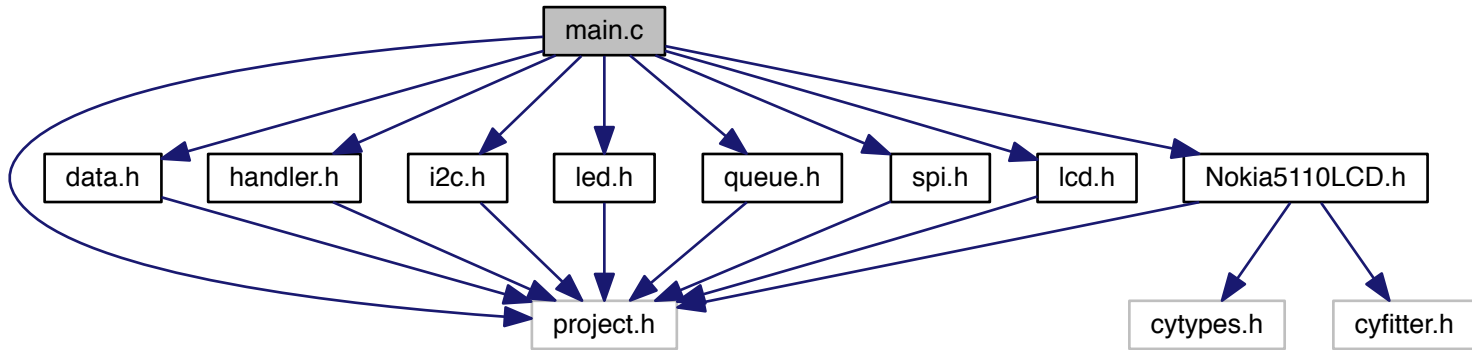 main.c
data.h
handler.h
i2c.h
led.h
queue.h
spi.h
lcd.h
Nokia5110LCD.h
project.h
cytypes.h
cyfitter.h